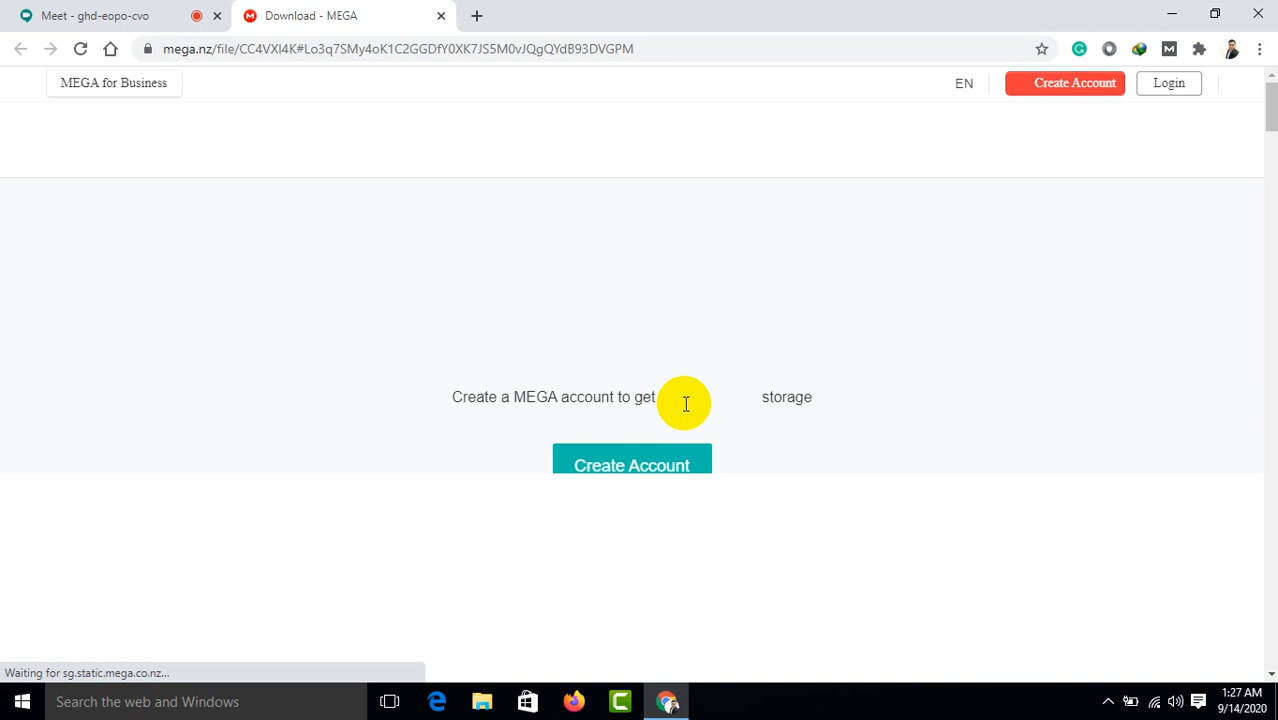 Meet - ghd-eopo-cvo
Download - MEGA
mega.nz/file/CC4VXI4K#Lo3q7SMy4oK1C2GGDfY0XK7JS5M0vJQgQYdB93DVGPM
MEGA for Business
EN
Create Account
Login
Create a MEGA account to get storage
Create Account
Waiting for sg.static.mega.co.nz...
Search the web and Windows
1:27 AM
9/14/2020